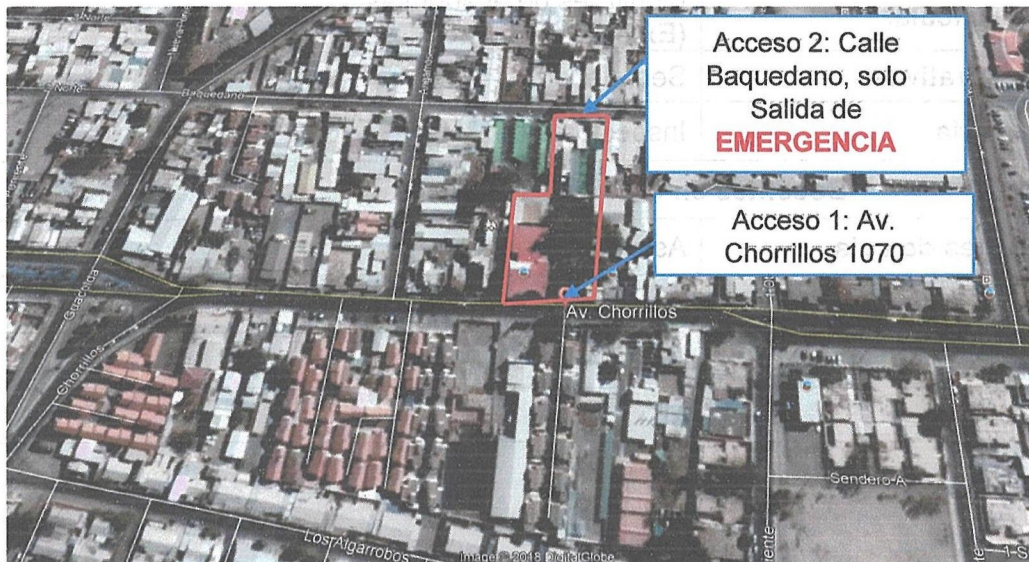 Acceso 2: Calle
Baquedano, solo
Salida de
EMERGENCIA
Acceso 1: Av.
Chorrillos 1070
Baquedano
Guachipa
Av. Chorrillos
Chorrillos
Sendero A
Los Algarrobos
Image © 2018 DigitalGlobe